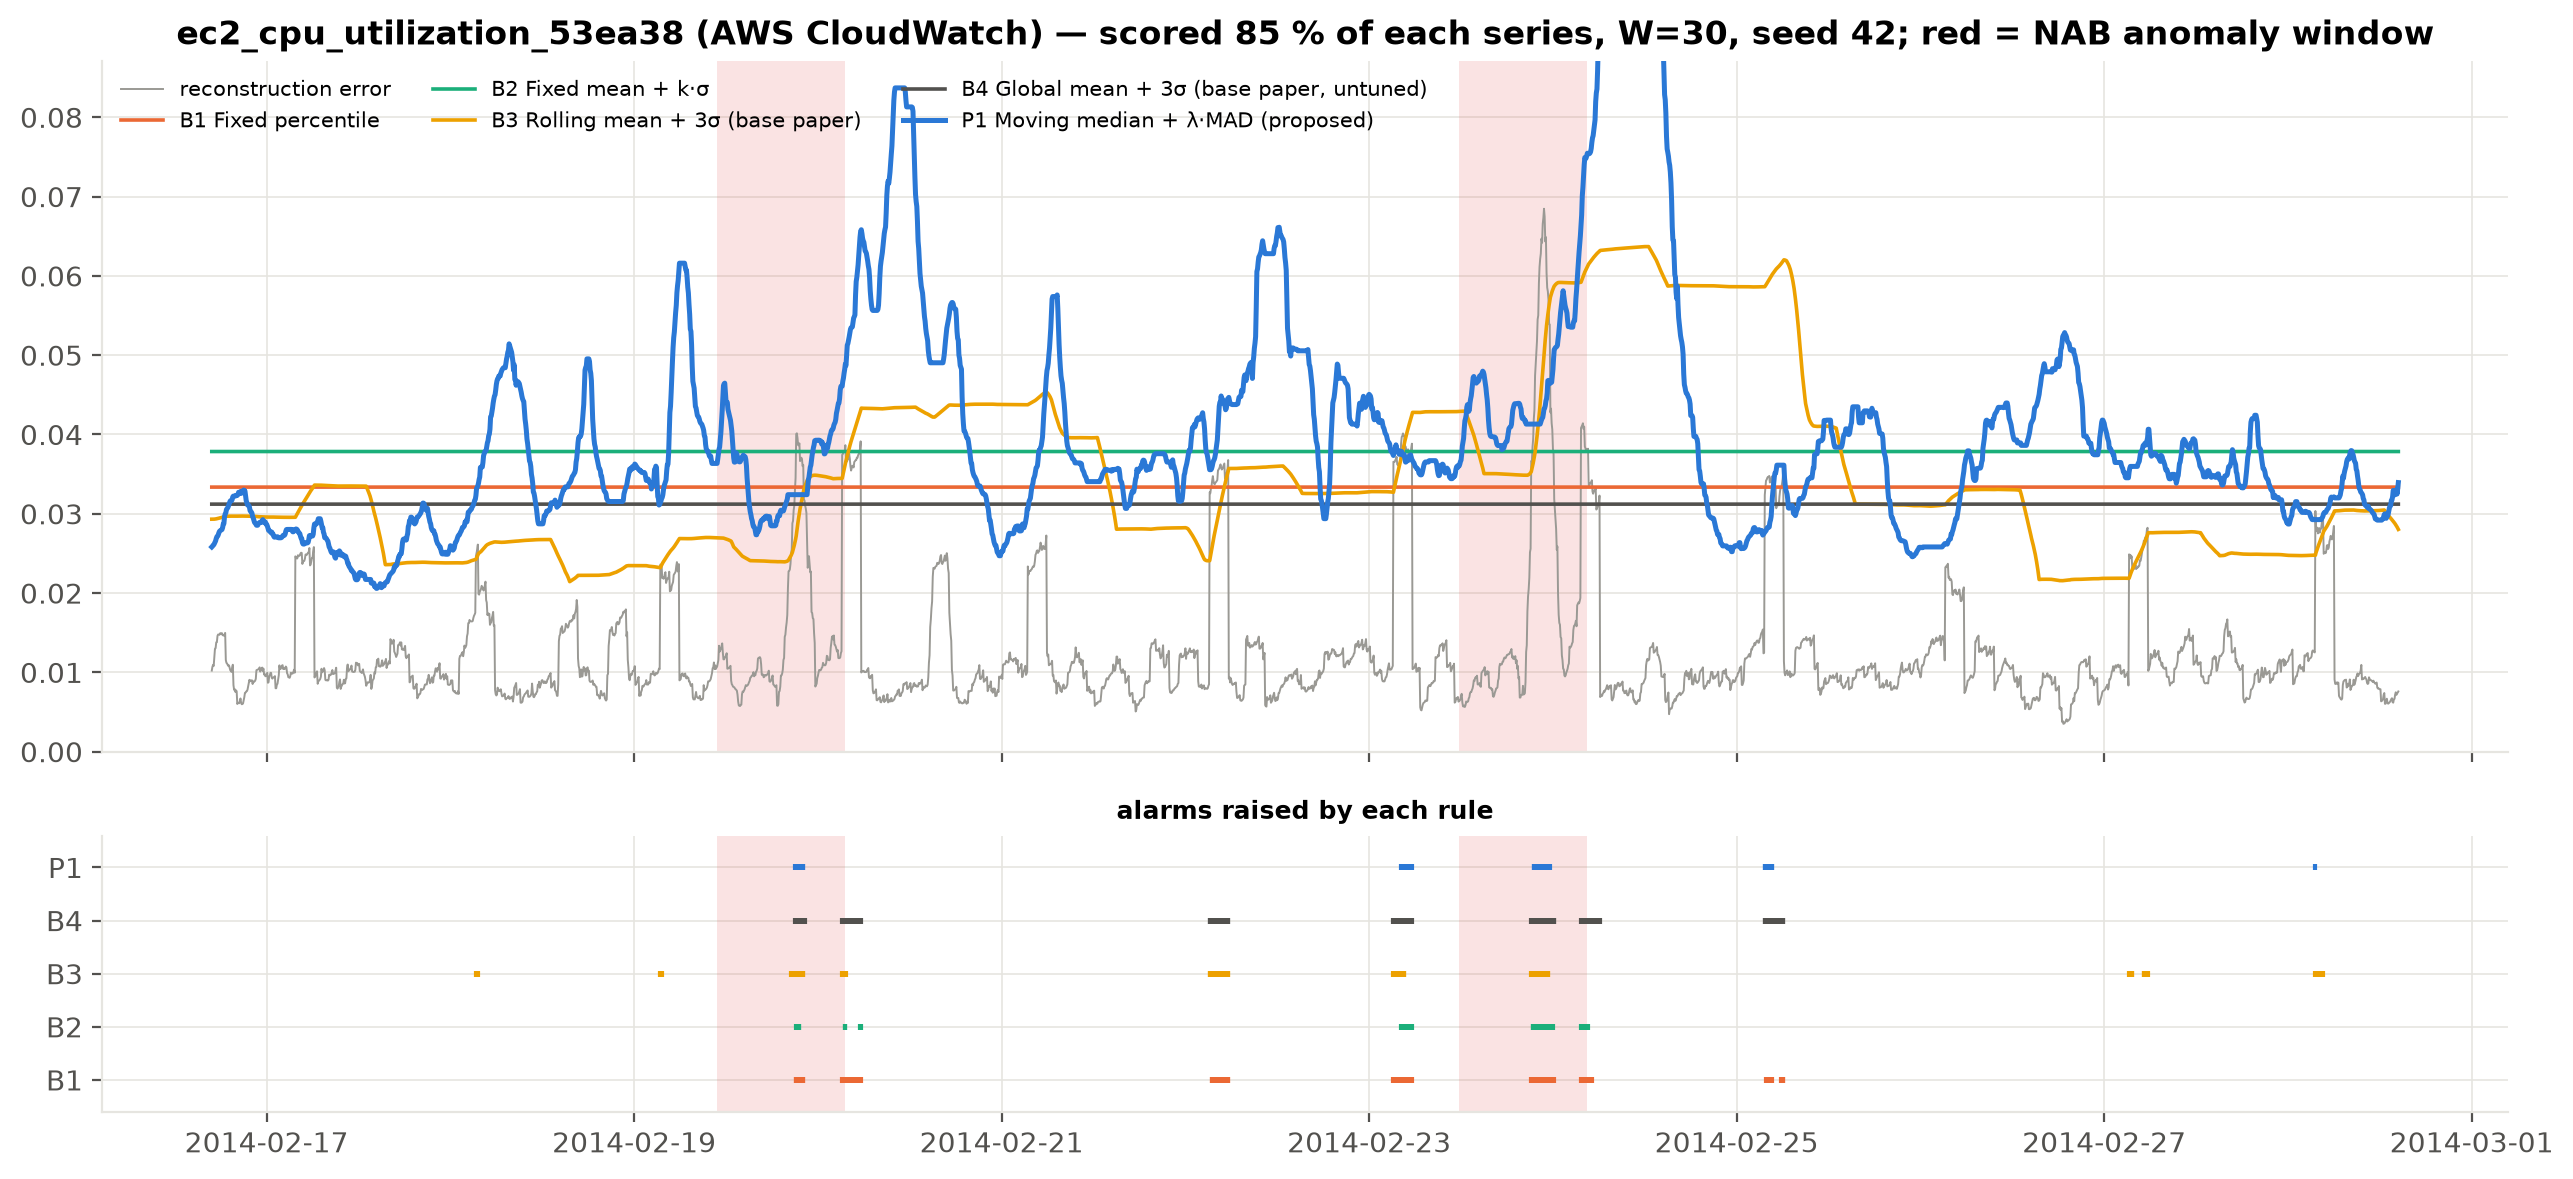 ec2_cpu_utilization_53ea38 (AWS CloudWatch) — scored 85 % of each series, W=30, seed 42; red = NAB anomaly window
reconstruction error
B1 Fixed percentile
B2 Fixed mean + k·σ
B3 Rolling mean + 3σ (base paper)
B4 Global mean + 3σ (base paper, untuned)
P1 Moving median + λ·MAD (proposed)
0.08
0.07
0.06
0.05
0.04
0.03
0.02
0.01
0.00
alarms raised by each rule
P1
B4
B3
B2
B1
2014-02-17
2014-02-19
2014-02-21
2014-02-23
2014-02-25
2014-02-27
2014-03-01